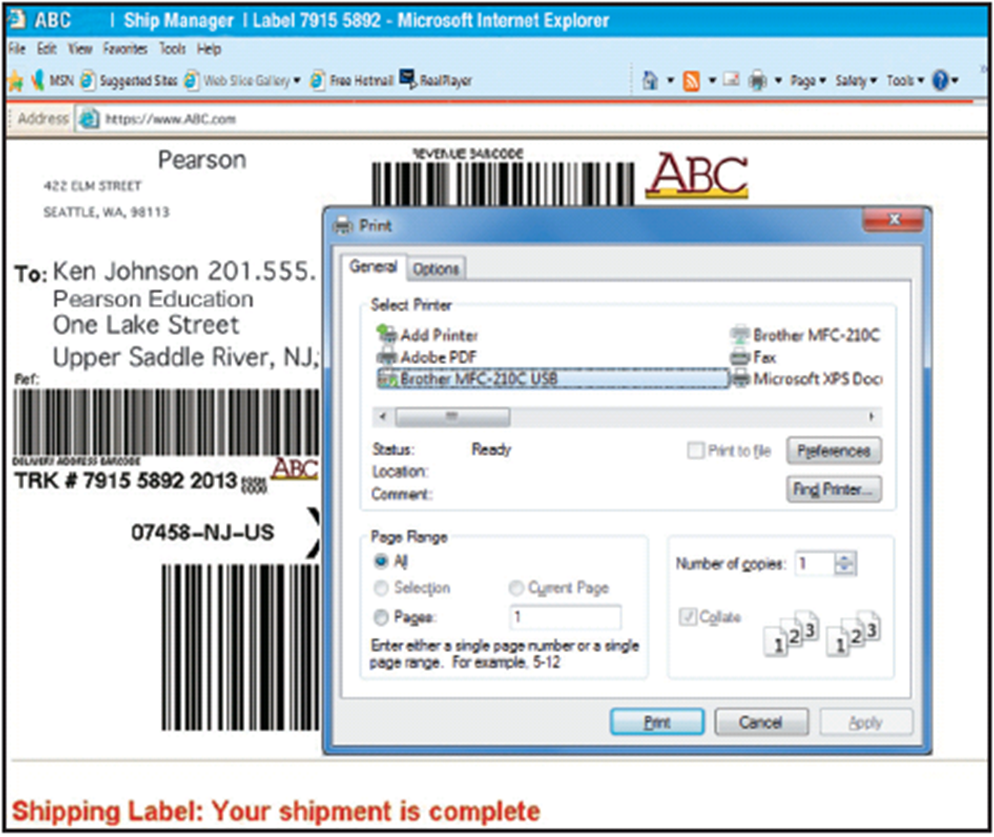 ABC | Ship Manager | Label 7915 5892 - Microsoft Internet Explorer
File Edit View Favorites Tools Help
MSN Suggested Sites Web Slice Gallery Free Hotmail RealPlayer Page Safety Tools
Address https://www.ABC.com
Pearson
422 ELM STREET
SEATTLE, WA, 98113
REVENUE BARCODE
ABC
To: Ken Johnson 201.555.
Pearson Education
One Lake Street
Upper Saddle River, NJ,
Ref:
DELIVERY ADDRESS BARCODE
ABC
TRK # 7915 5892 2013
07458-NJ-US
Print
General Options
Select Printer
Add Printer Brother MFC-210C
Adobe PDF Fax
Brother MFC-210C USB Microsoft XPS Docu
Status: Ready Print to file Preferences
Location:
Comment: Find Printer...
Page Range
All
Selection Current Page
Pages: 1
Enter either a single page number or a single
page range. For example, 5-12
Number of copies: 1
Collate
1 2 3 1 2 3
Print Cancel Apply
Shipping Label: Your shipment is complete